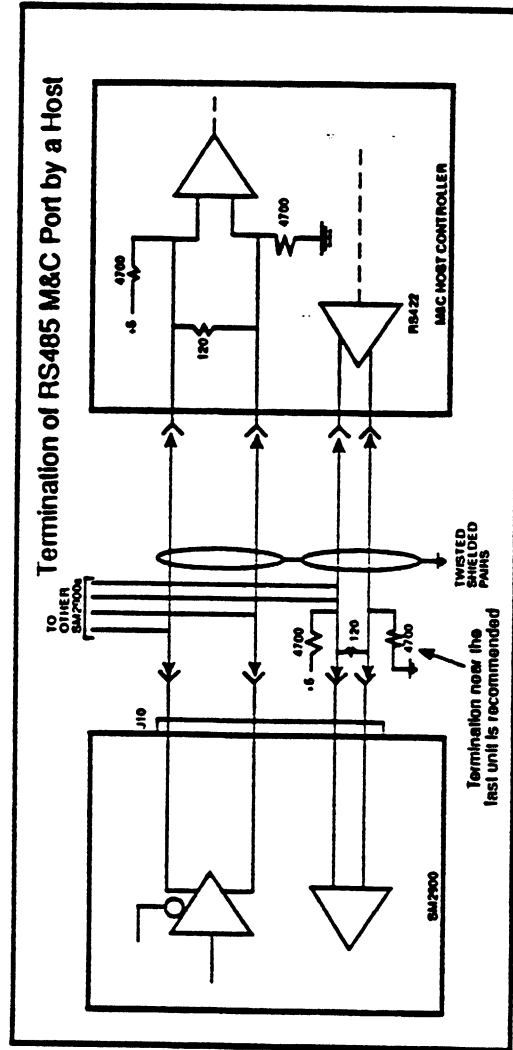 Termination of RS485 M&C Port by a Host
TO
OTHER
SM2900s
J10
+5
4700
120
4700
+5
4700
120
4700
TWISTED
SHIELDED
PAIRS
RS422
M&C HOST CONTROLLER
SM2900
Termination near the
last unit is recommended